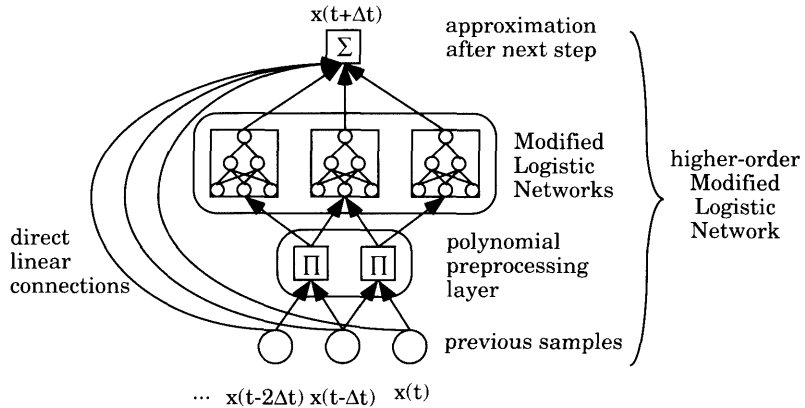 x(t+Δt)
Σ
approximation
after next step
Modified
Logistic
Networks
higher-order
Modified
Logistic
Network
direct
linear
connections
Π Π
polynomial
preprocessing
layer
previous samples
... x(t-2Δt) x(t-Δt) x(t)